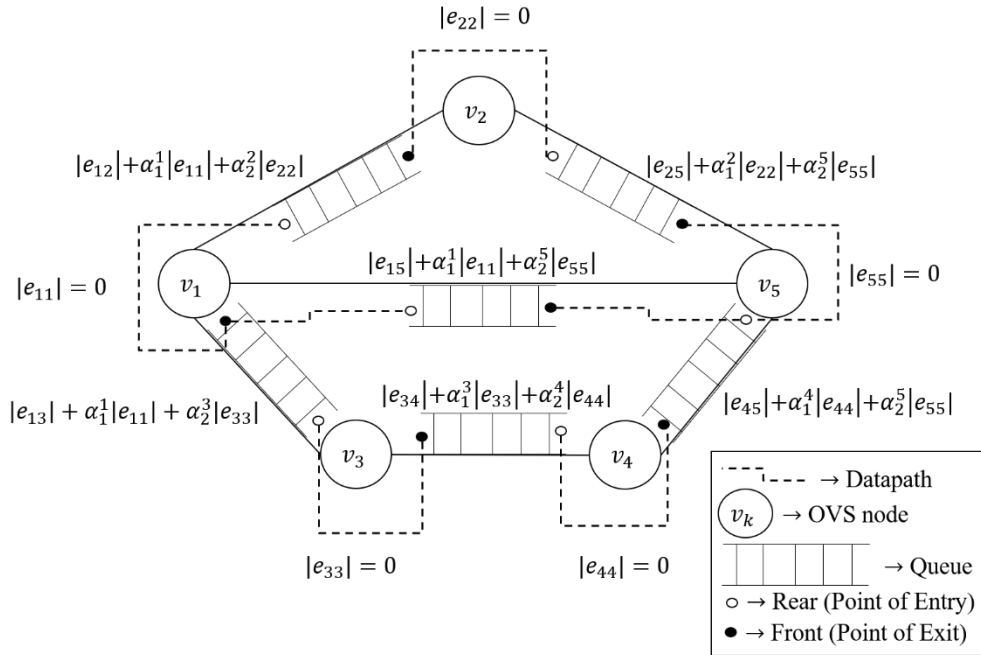 |e₂₂| = 0
v₂
|e₁₂|+α₁¹|e₁₁|+α₂²|e₂₂|
|e₂₅|+α₁²|e₂₂|+α₂⁵|e₅₅|
|e₁₅|+α₁¹|e₁₁|+α₂⁵|e₅₅|
|e₁₁| = 0
v₁
v₅
|e₅₅| = 0
|e₁₃| + α₁¹|e₁₁| + α₂³|e₃₃|
|e₃₄|+α₁³|e₃₃|+α₂⁴|e₄₄|
|e₄₅|+α₁⁴|e₄₄|+α₂⁵|e₅₅|
v₃
v₄
|e₃₃| = 0
|e₄₄| = 0
→ Datapath
vₖ → OVS node
→ Queue
→ Rear (Point of Entry)
→ Front (Point of Exit)